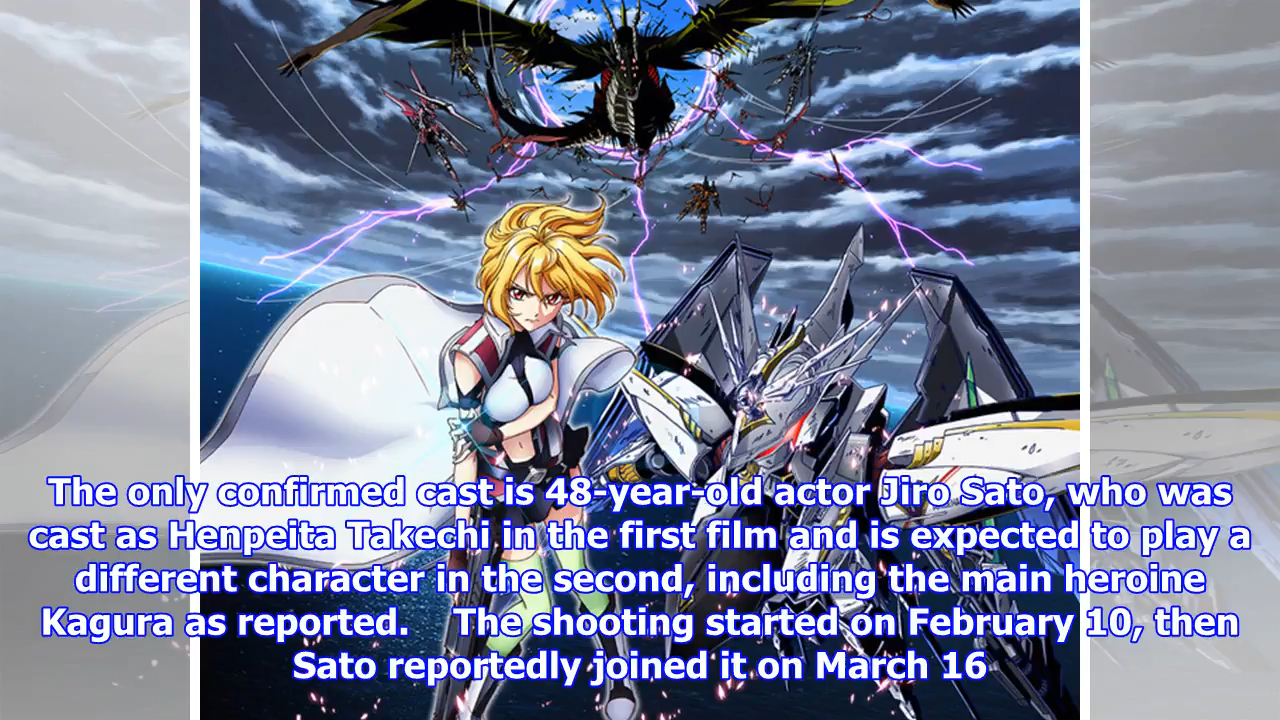 The only confirmed cast is 48-year-old actor Jiro Sato, who was
cast as Henpeita Takechi in the first film and is expected to play a
different character in the second, including the main heroine
Kagura as reported.    The shooting started on February 10, then
Sato reportedly joined it on March 16